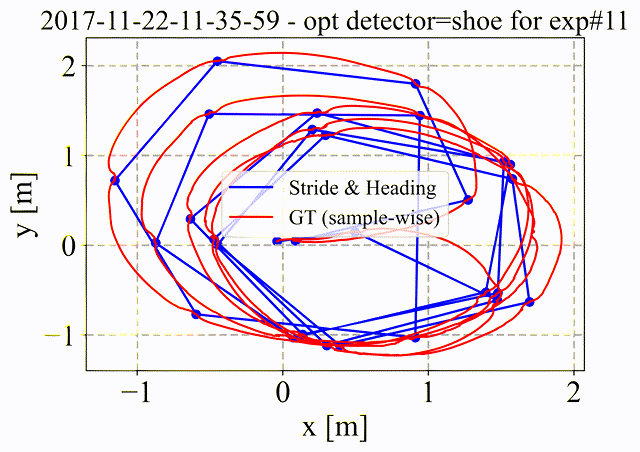 2017-11-22-11-35-59 - opt detector=shoe for exp#11
2
1
0
−1
y [m]
Stride & Heading
GT (sample-wise)
−1
0
1
2
x [m]